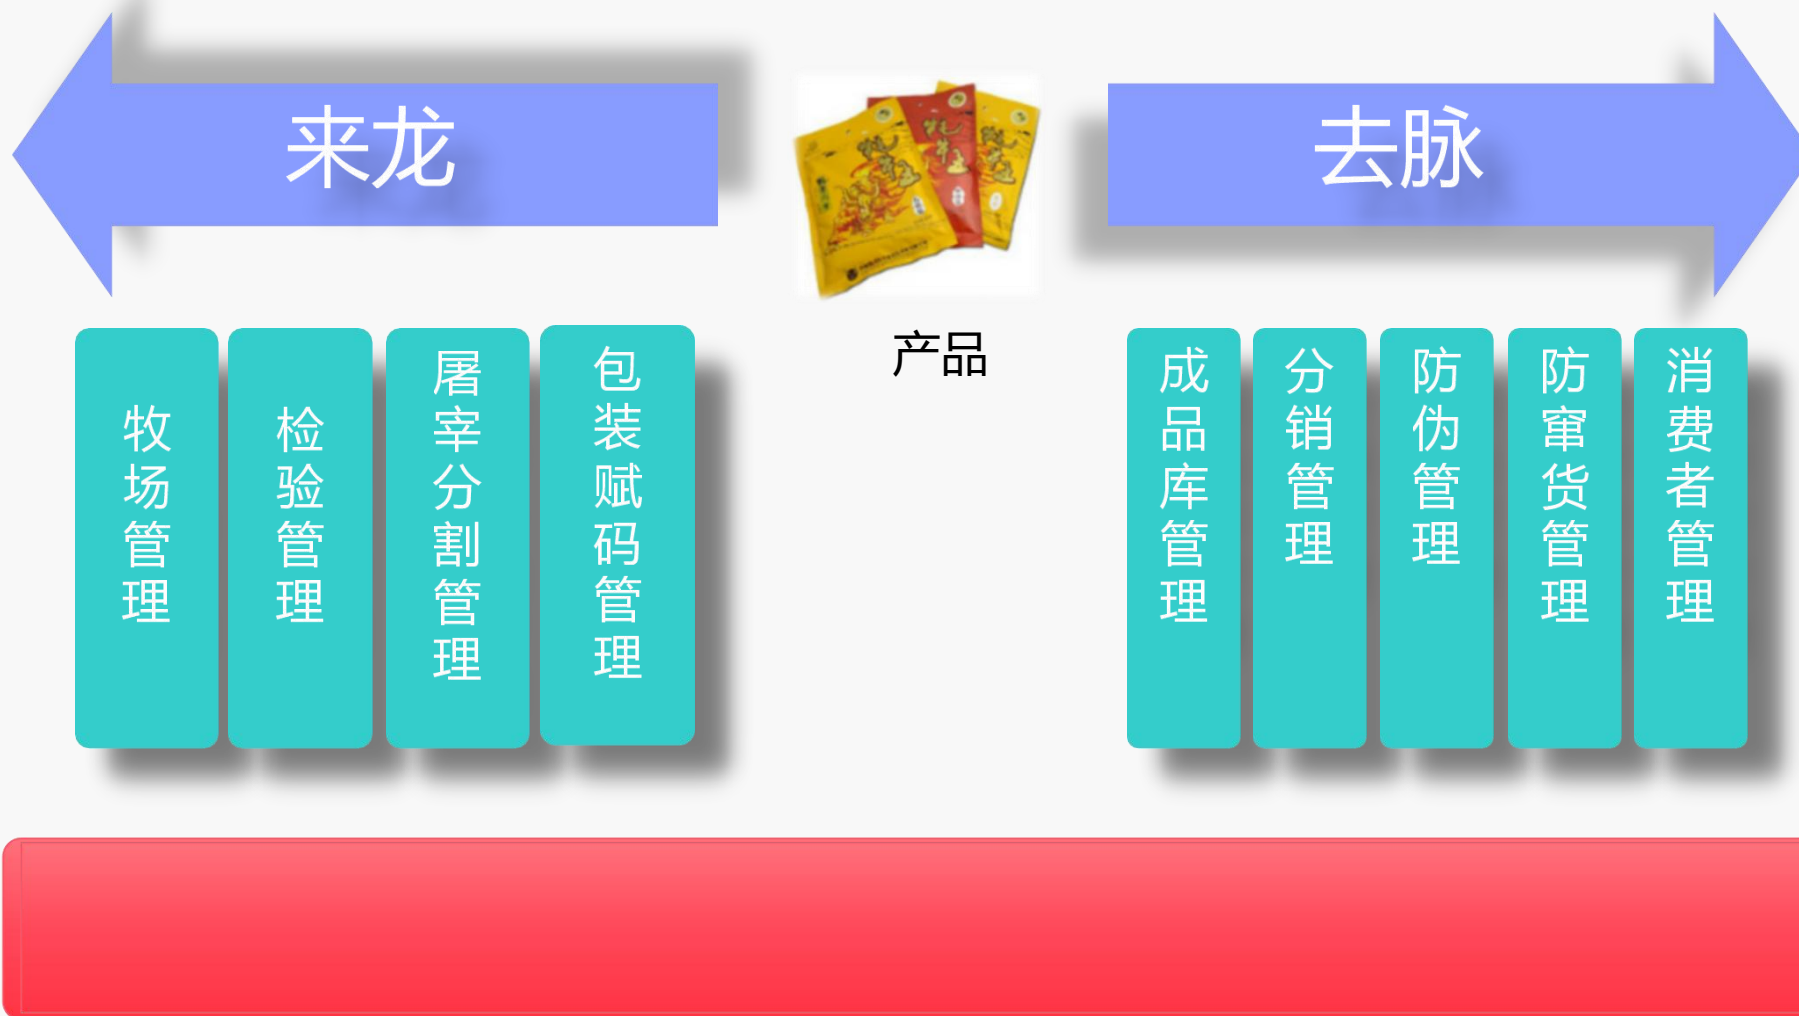 来龙
去脉
产品
牧场管理
检验管理
屠宰分割管理
包装赋码管理
成品库管理
分销管理
防伪管理
防窜货管理
消费者管理